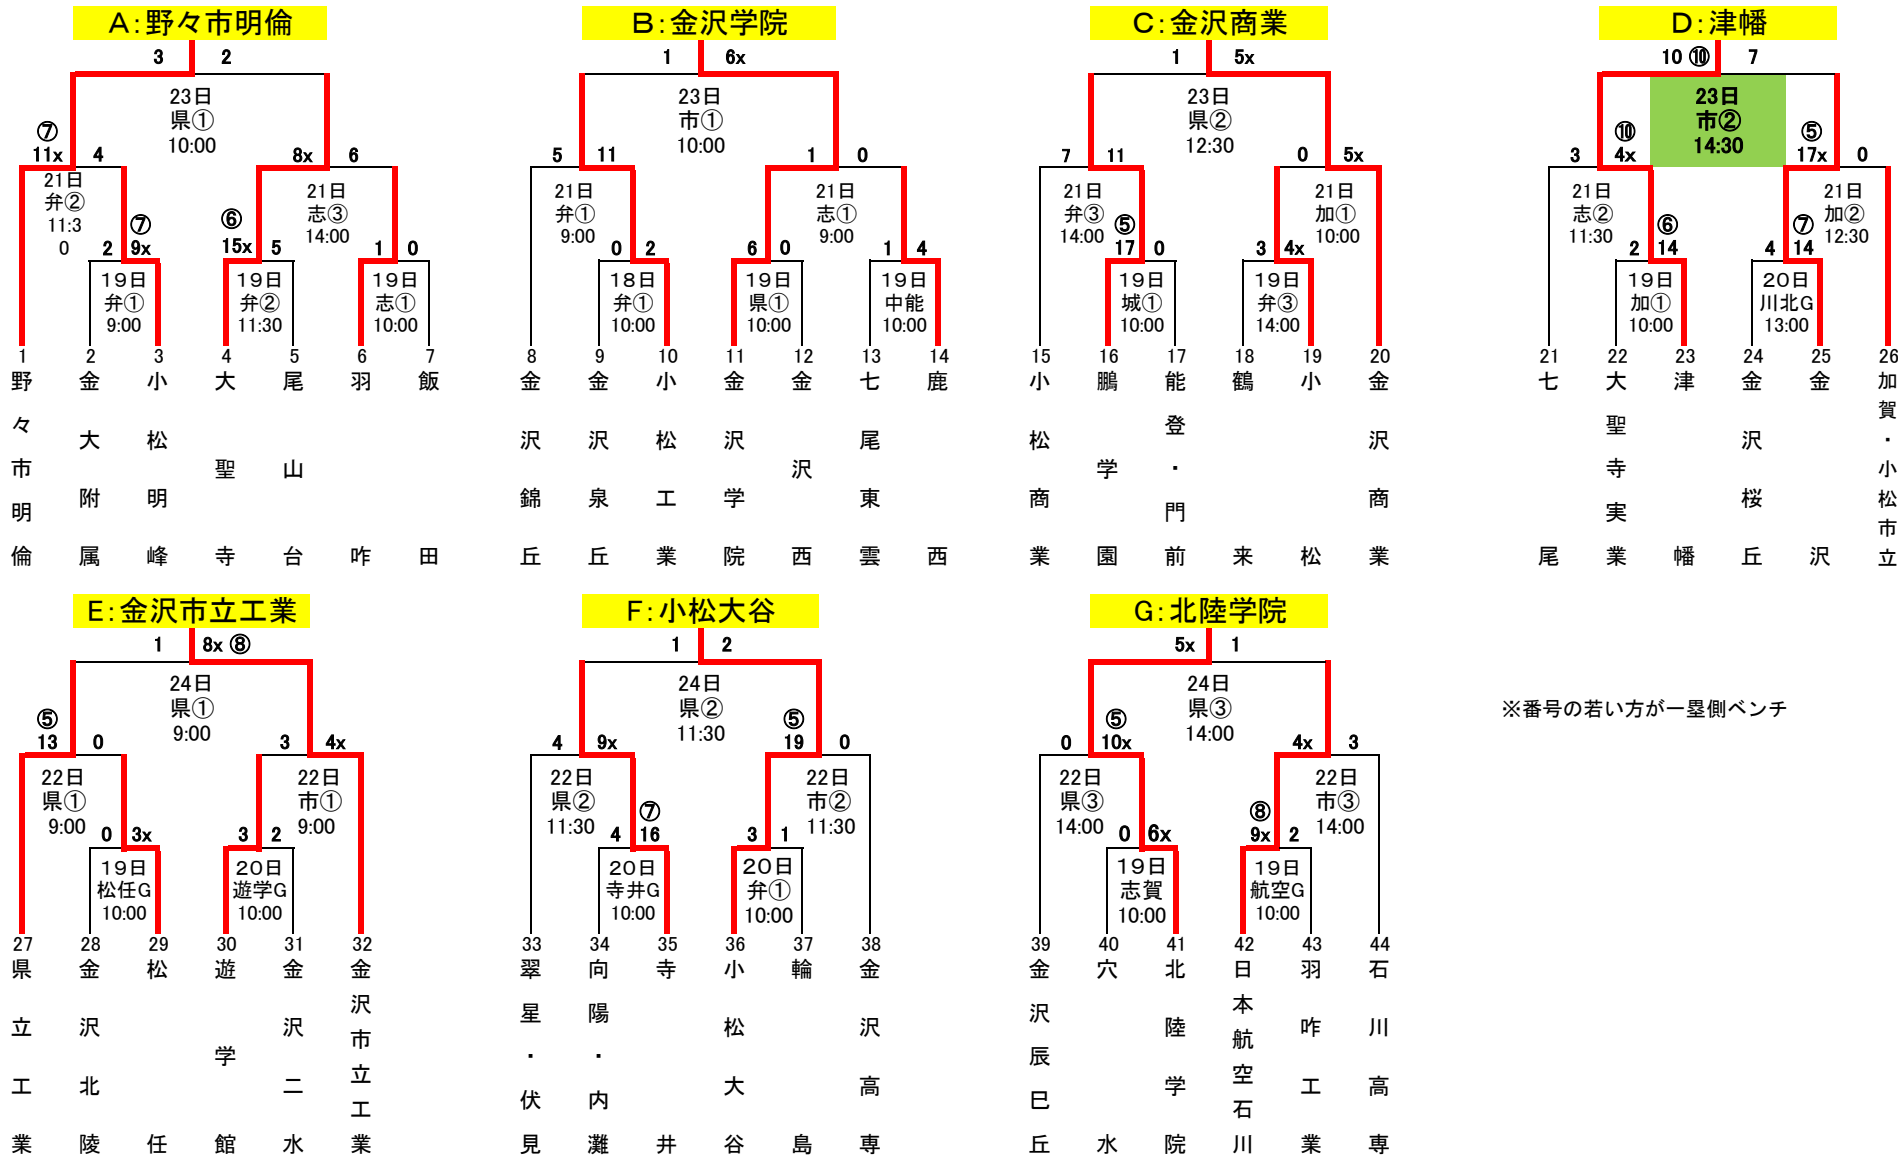 A:野々市明倫
3 2
23日
県①
10:00
⑦
11x 4
21日
弁②
11:3
0
8x 6
21日
志③
14:00
⑦
2 9x
19日
弁①
9:00
⑥
15x 5
19日
弁②
11:30
1 0
19日
志①
10:00
1 2 3 4 5 6 7
野々市明倫
金大附属
小松明峰
大聖寺
尾山台
羽咋
飯田
B:金沢学院
1 6x
23日
市①
10:00
5 11
21日
弁①
9:00
1 0
21日
志①
9:00
0 2
18日
弁①
10:00
6 0
19日
県①
10:00
1 4
19日
中能
10:00
8 9 10 11 12 13 14
金沢錦丘
金沢泉丘
小松工業
金沢学院
金沢西
七尾東雲
鹿西
C:金沢商業
1 5x
23日
県②
12:30
7 11
21日
弁③
14:00
0 5x
21日
加①
10:00
⑤
17 0
19日
城①
10:00
3 4x
19日
弁③
14:00
15 16 17 18 19 20
小松商業
鵬学園
能登・門前
鶴来
小松
金沢商業
D:津幡
10 ⑩ 7
23日
市②
14:30
⑩
3 4x
21日
志②
11:30
⑤
17x 0
21日
加②
12:30
⑥
2 14
19日
加①
10:00
⑦
4 14
20日
川北G
13:00
21 22 23 24 25 26
七尾
大聖寺実業
津幡
金沢桜丘
金沢
加賀・小松市立
E:金沢市立工業
1 8x ⑧
24日
県①
9:00
⑤
13 0
22日
県①
9:00
3 4x
22日
市①
9:00
0 3x
19日
松任G
10:00
3 2
20日
遊学G
10:00
27 28 29 30 31 32
県立工業
金沢北陵
松任
遊学館
金沢二水
金沢市立工業
F:小松大谷
1 2
24日
県②
11:30
4 9x
22日
県②
11:30
⑤
19 0
22日
市②
11:30
⑦
4 16
20日
寺井G
10:00
3 1
20日
弁①
10:00
33 34 35 36 37 38
翠星・伏見
向陽・内灘
寺井
小松大谷
輪島
金沢高専
G:北陸学院
5x 1
24日
県③
14:00
⑤
0 10x
22日
県③
14:00
4x 3
22日
市③
14:00
0 6x
19日
志賀
10:00
⑧
9x 2
19日
航空G
10:00
39 40 41 42 43 44
金沢辰巳丘
穴水
北陸学院
日本航空石川
羽咋工業
石川高専
※番号の若い方が一塁側ベンチ